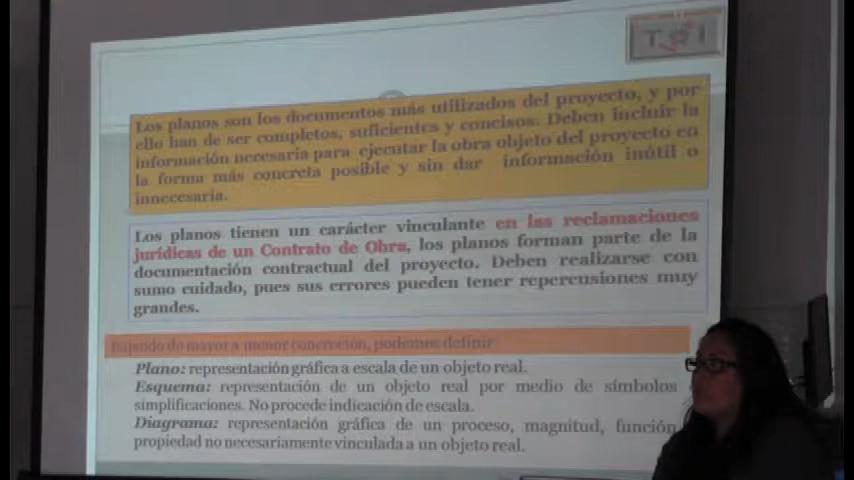 Los planos son los documentos más utilizados del proyecto, y por
ello han de ser completos, suficientes y concisos. Deben incluir la
información necesaria para ejecutar la obra objeto del proyecto en
la forma más concreta posible y sin dar información inútil o
innecesaria.
Los planos tienen un carácter vinculante en las reclamaciones
jurídicas de un Contrato de Obra, los planos forman parte de la
documentación contractual del proyecto. Deben realizarse con
sumo cuidado, pues sus errores pueden tener repercusiones muy
grandes.
Bajando de mayor a menor concreción, podemos definir:
Plano: representación gráfica a escala de un objeto real.
Esquema: representación de un objeto real por medio de símbolos
simplificaciones. No procede indicación de escala.
Diagrama: representación gráfica de un proceso, magnitud, función
propiedad no necesariamente vinculada a un objeto real.